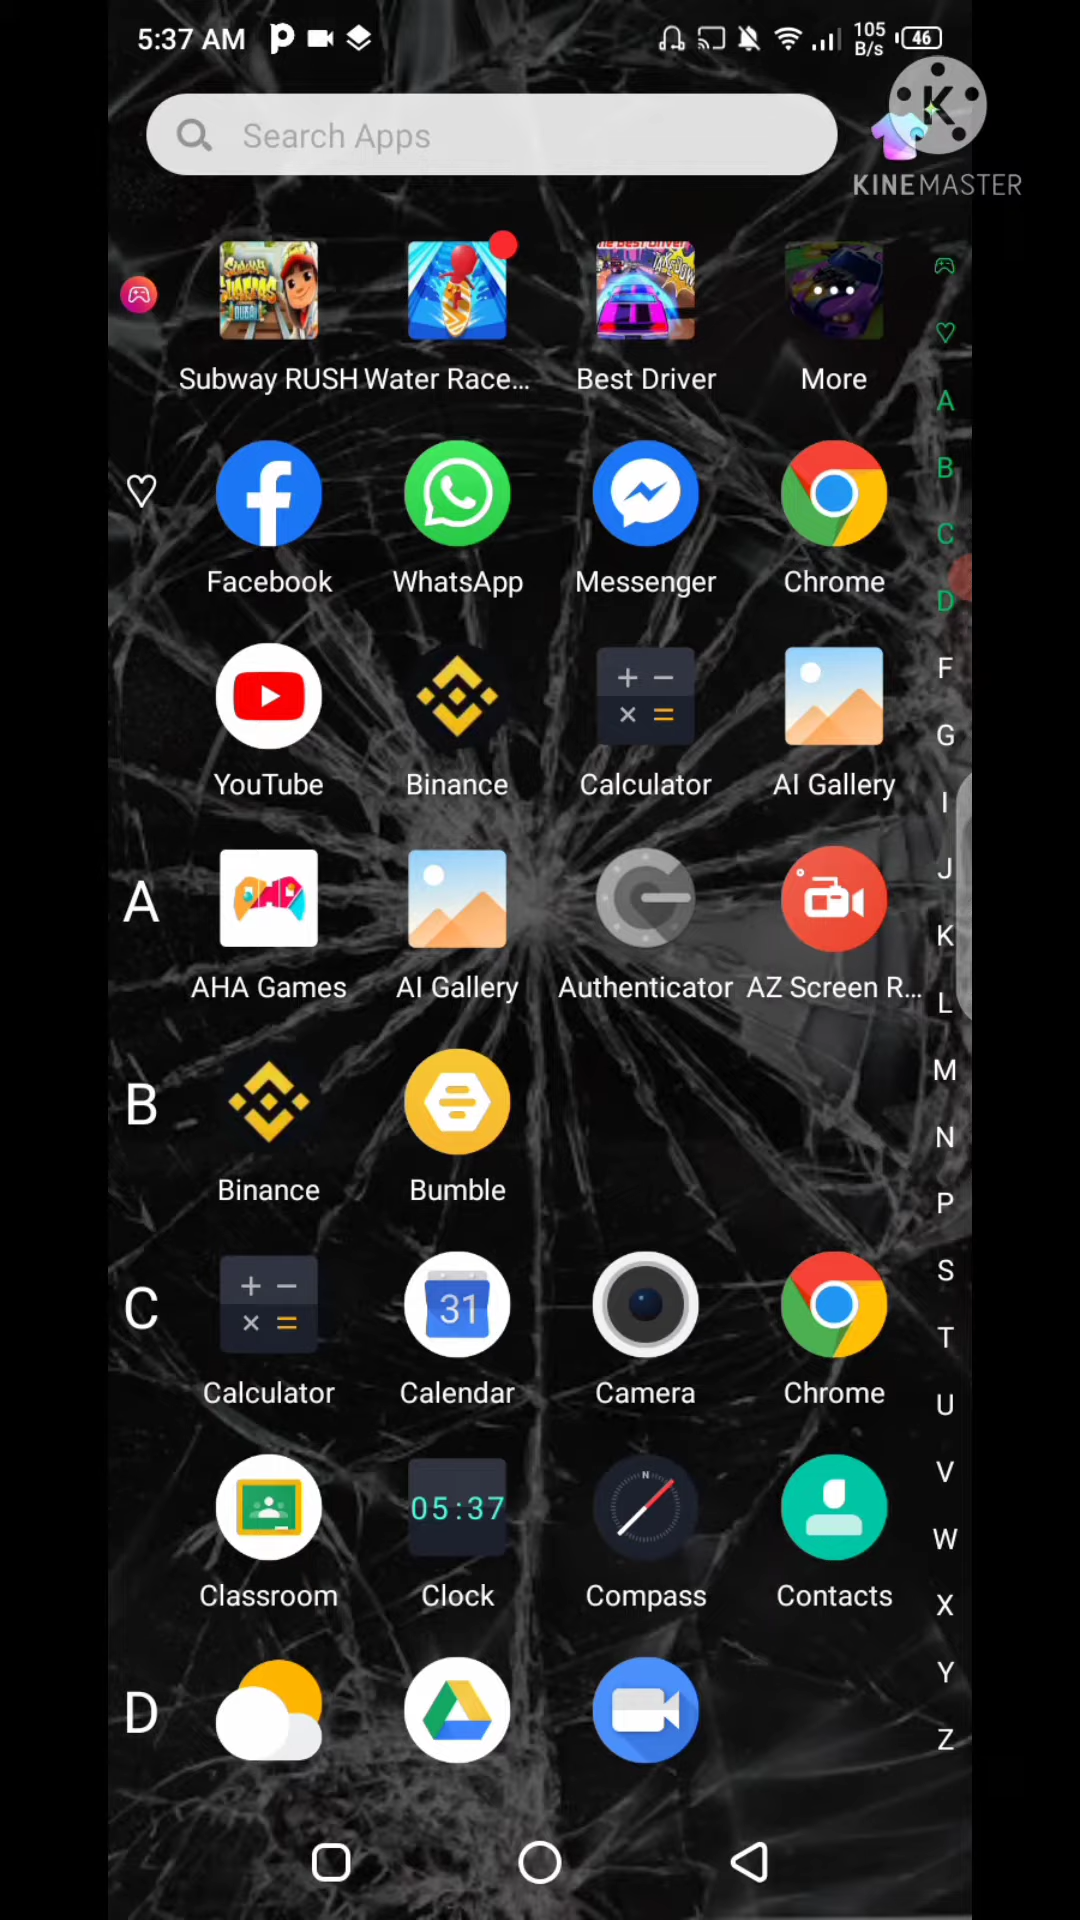 5:37 AM
105
B/s
46
Search Apps
K
KINEMASTER
Subway RUSH Water Race... Best Driver More
Facebook WhatsApp Messenger Chrome
YouTube Binance Calculator AI Gallery
A
AHA Games AI Gallery Authenticator AZ Screen R...
B
Binance Bumble
C
31
Calculator Calendar Camera Chrome
05:37
N
Classroom Clock Compass Contacts
D
A
B
C
D
F
G
I
J
K
L
M
N
P
S
T
U
V
W
X
Y
Z